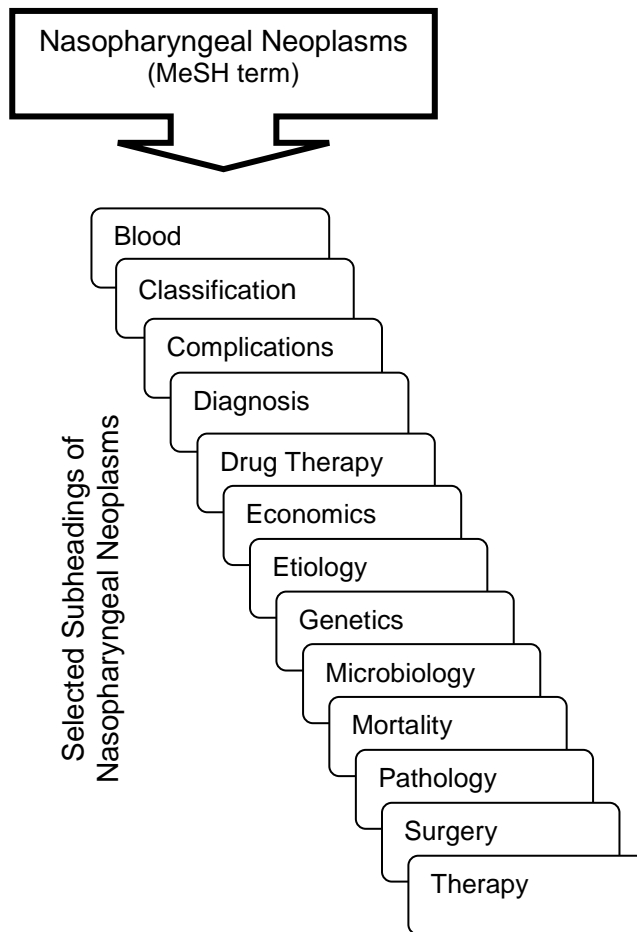 Nasopharyngeal Neoplasms
(MeSH term)
Blood
Classification
Complications
Diagnosis
Drug Therapy
Economics
Etiology
Genetics
Microbiology
Mortality
Pathology
Surgery
Therapy
Selected Subheadings of
Nasopharyngeal Neoplasms